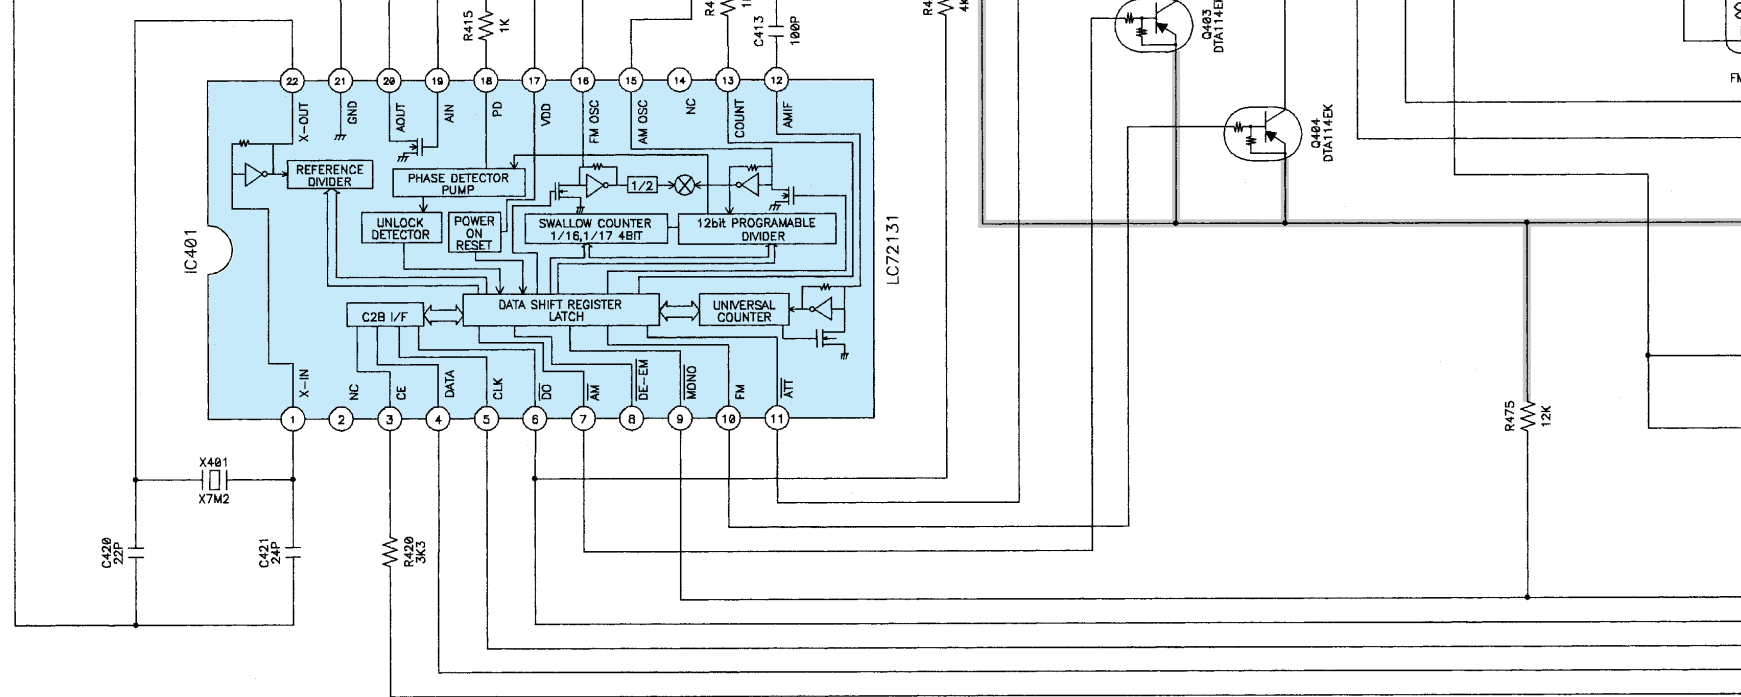 R415
1K
C413
100P
Q403
DTA114EK
Q404
DTA114EK
22
21
20
19
18
17
16
15
14
13
12
X-OUT
GND
AOUT
AIN
PD
VDD
FM OSC
AM OSC
NC
COUNT
AMIF
REFERENCE
DIVIDER
PHASE DETECTOR
PUMP
1/2
UNLOCK
DETECTOR
POWER
ON
RESET
SWALLOW COUNTER
1/16,1/17 4BIT
12bit PROGRAMABLE
DIVIDER
IC401
LC72131
C2B I/F
DATA SHIFT REGISTER
LATCH
UNIVERSAL
COUNTER
X-IN
NC
CE
DATA
CLK
DO
AM
DE-EM
MONO
FM
ATT
1
2
3
4
5
6
7
8
9
10
11
X401
X7M2
C420
22P
C421
24P
R420
3K3
R475
12K